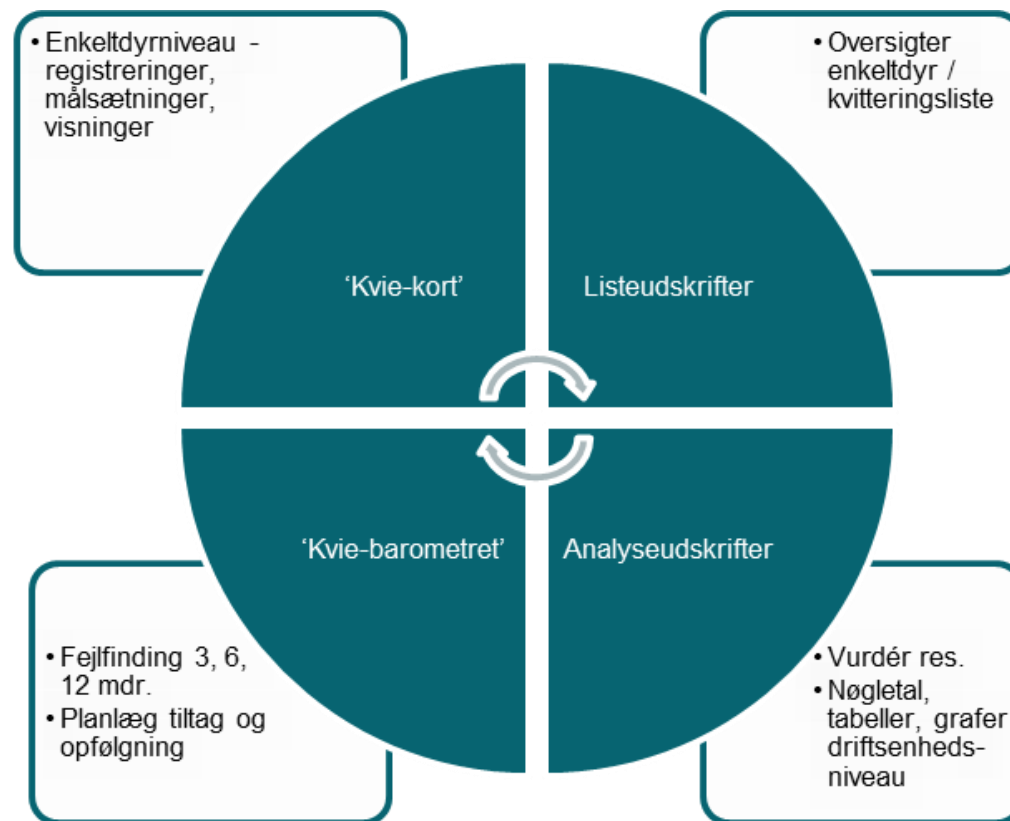 • Enkeltdyrniveau -
registreringer,
målsætninger,
visninger
• Oversigter
enkeltdyr /
kvitteringsliste
‘Kvie-kort’
Listeudskrifter
‘Kvie-barometret’
Analyseudskrifter
• Fejlfinding 3, 6,
12 mdr.
• Planlæg tiltag og
opfølgning
• Vurdér res.
• Nøgletal,
tabeller, grafer
driftsenheds-
niveau